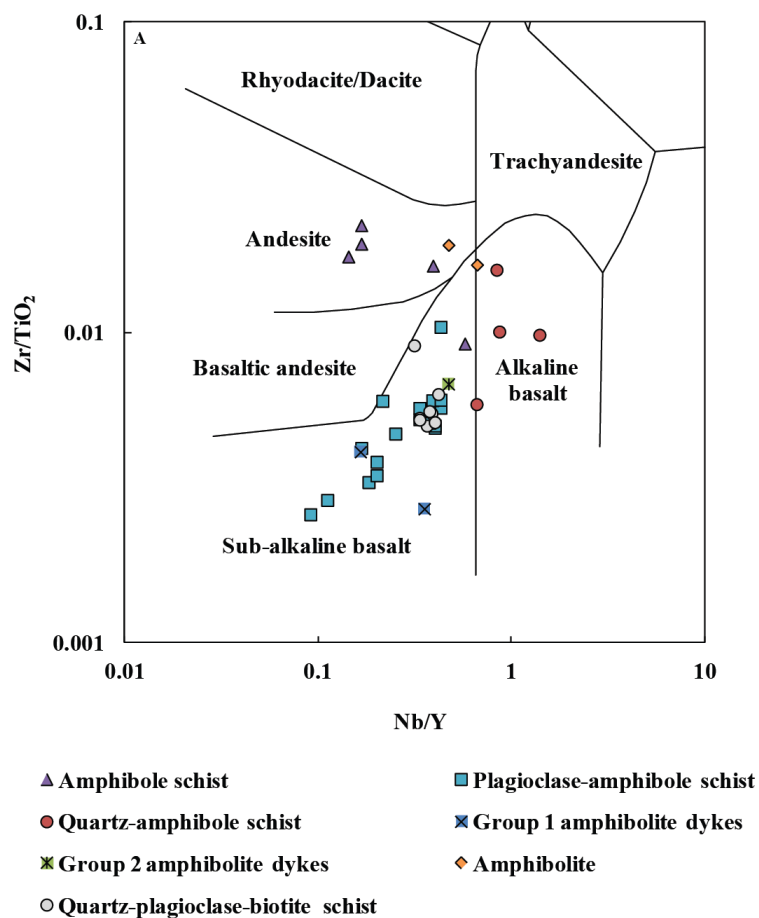 0.1
A
Rhyodacite/Dacite
Trachyandesite
Andesite
Zr/TiO2
0.01
Basaltic andesite
Alkaline
basalt
Sub-alkaline basalt
0.001
0.01 0.1 1 10
Nb/Y
Amphibole schist Plagioclase-amphibole schist
Quartz-amphibole schist Group 1 amphibolite dykes
Group 2 amphibolite dykes Amphibolite
Quartz-plagioclase-biotite schist